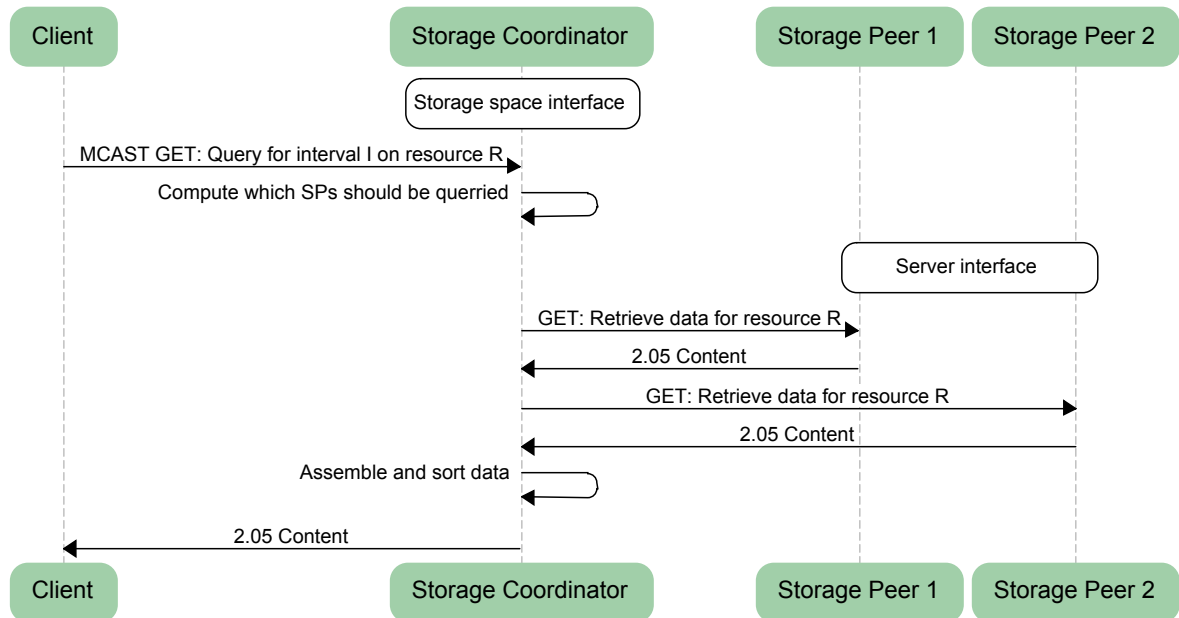 Client
Storage Coordinator
Storage Peer 1
Storage Peer 2
Storage space interface
MCAST GET: Query for interval I on resource R
Compute which SPs should be querried
Server interface
GET: Retrieve data for resource R
2.05 Content
GET: Retrieve data for resource R
2.05 Content
Assemble and sort data
2.05 Content
Client
Storage Coordinator
Storage Peer 1
Storage Peer 2